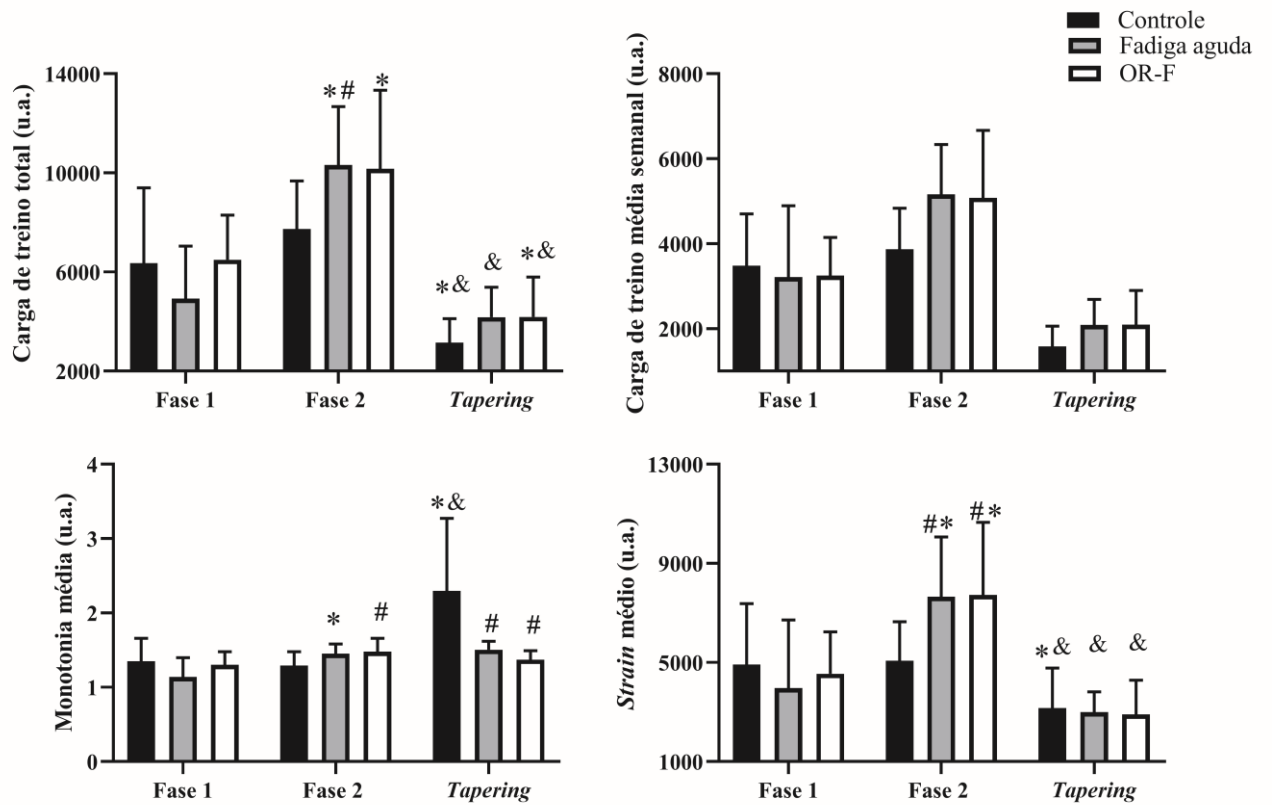 Controle
Fadiga aguda
OR-F
Carga de treino total (u.a.)
14000
10000
6000
2000
*#
*
*&
&
*&
Fase 1
Fase 2
Tapering
Carga de treino média semanal (u.a.)
8000
6000
4000
2000
Fase 1
Fase 2
Tapering
Monotonia média (u.a.)
4
3
2
1
0
*
#
*&
#
#
Fase 1
Fase 2
Tapering
Strain médio (u.a.)
13000
9000
5000
1000
#*
#*
*&
&
&
Fase 1
Fase 2
Tapering